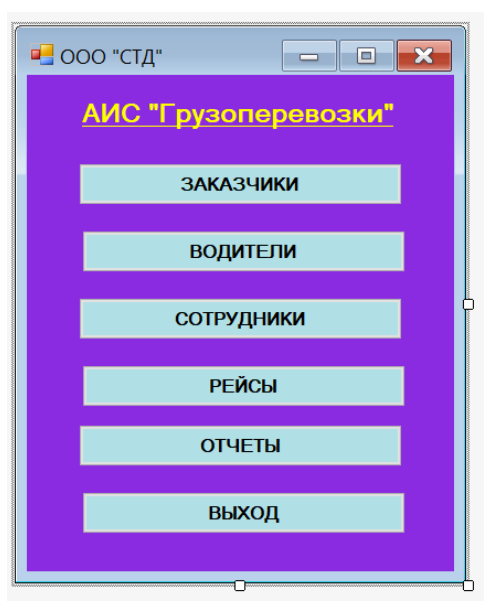 ООО "СТД"
АИС "Грузоперевозки"
ЗАКАЗЧИКИ
ВОДИТЕЛИ
СОТРУДНИКИ
РЕЙСЫ
ОТЧЕТЫ
ВЫХОД